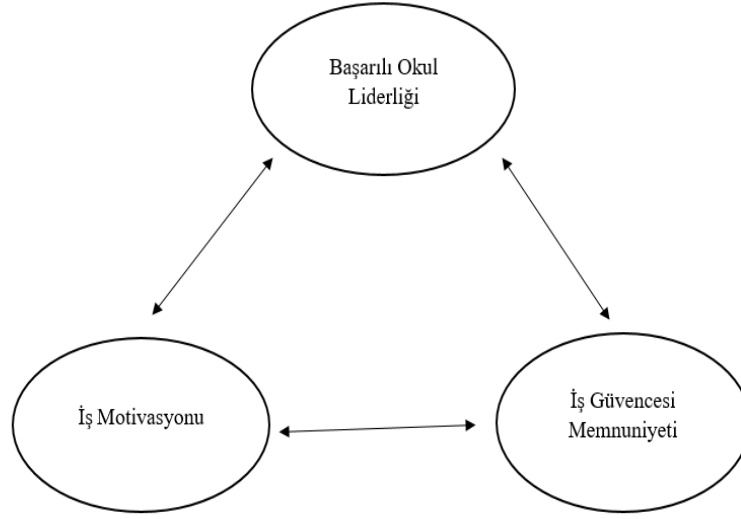 Başarılı Okul
Liderliği
İş Motivasyonu
İş Güvencesi
Memnuniyeti